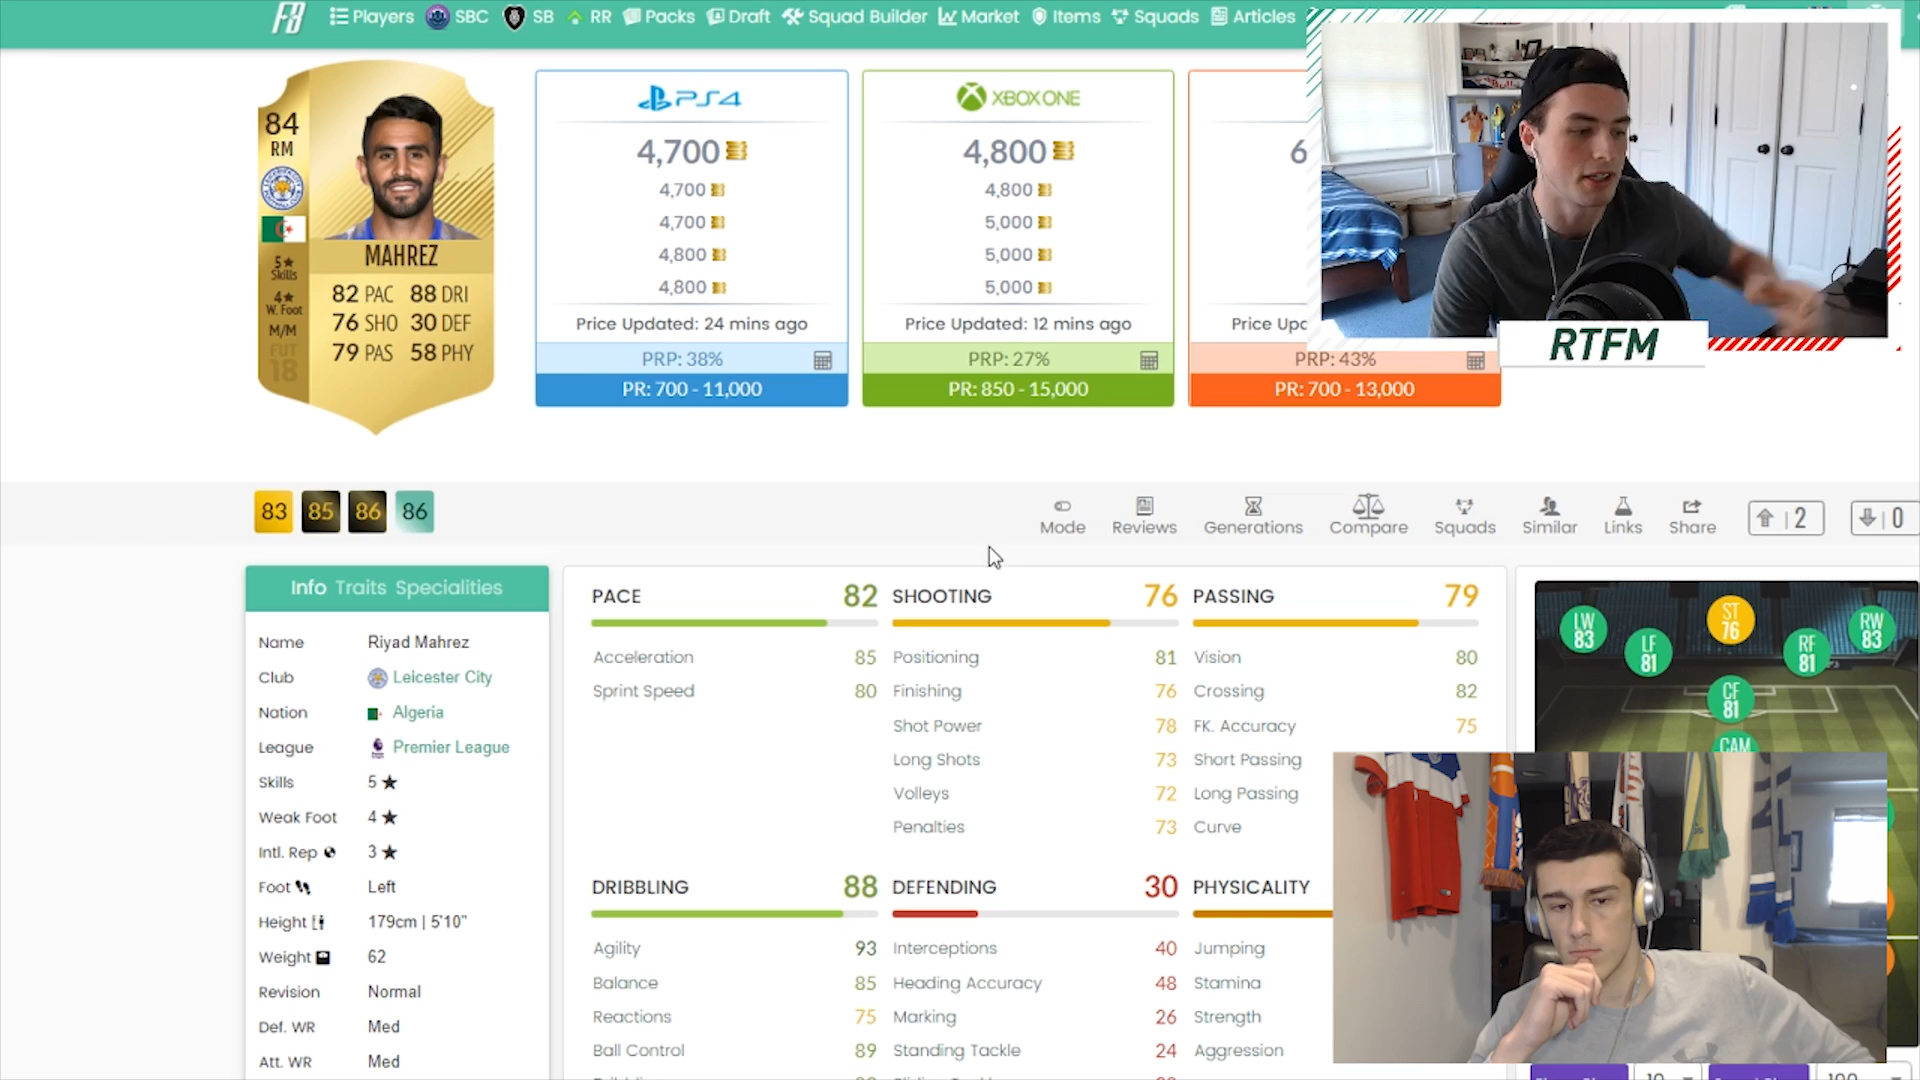 Players SBC SB RR Packs Draft Squad Builder Market Items Squads Articles
84
RM
5★
Skills
4★
W. Foot
M/M
FUT
18
MAHREZ
82 PAC 88 DRI
76 SHO 30 DEF
79 PAS 58 PHY
PS4
4,700
4,700
4,700
4,800
4,800
Price Updated: 24 mins ago
PRP: 38%
PR: 700 - 11,000
XBOX ONE
4,800
4,800
5,000
5,000
5,000
Price Updated: 12 mins ago
PRP: 27%
PR: 850 - 15,000
6
PRP: 43%
PR: 700 - 13,000
RTFM
83 85 86 86
Mode Reviews Generations Compare Squads Similar Links Share 2 0
Info Traits Specialities
Name Riyad Mahrez
Club Leicester City
Nation Algeria
League Premier League
Skills 5 ★
Weak Foot 4 ★
Intl. Rep 3 ★
Foot Left
Height 179cm | 5'10"
Weight 62
Revision Normal
Def. WR Med
Att. WR Med
PACE 82
Acceleration 85
Sprint Speed 80
SHOOTING 76
Positioning 81
Finishing 76
Shot Power 78
Long Shots 73
Volleys 72
Penalties 73
PASSING 79
Vision 80
Crossing 82
FK. Accuracy 75
Short Passing
Long Passing
Curve
DRIBBLING 88
Agility 93
Balance 85
Reactions 75
Ball Control 89
DEFENDING 30
Interceptions 40
Heading Accuracy 48
Marking 26
Standing Tackle 24
PHYSICALITY
Jumping
Stamina
Strength
Aggression
LW
83
LF
81
ST
76
RF
81
RW
83
CF
81
CAM